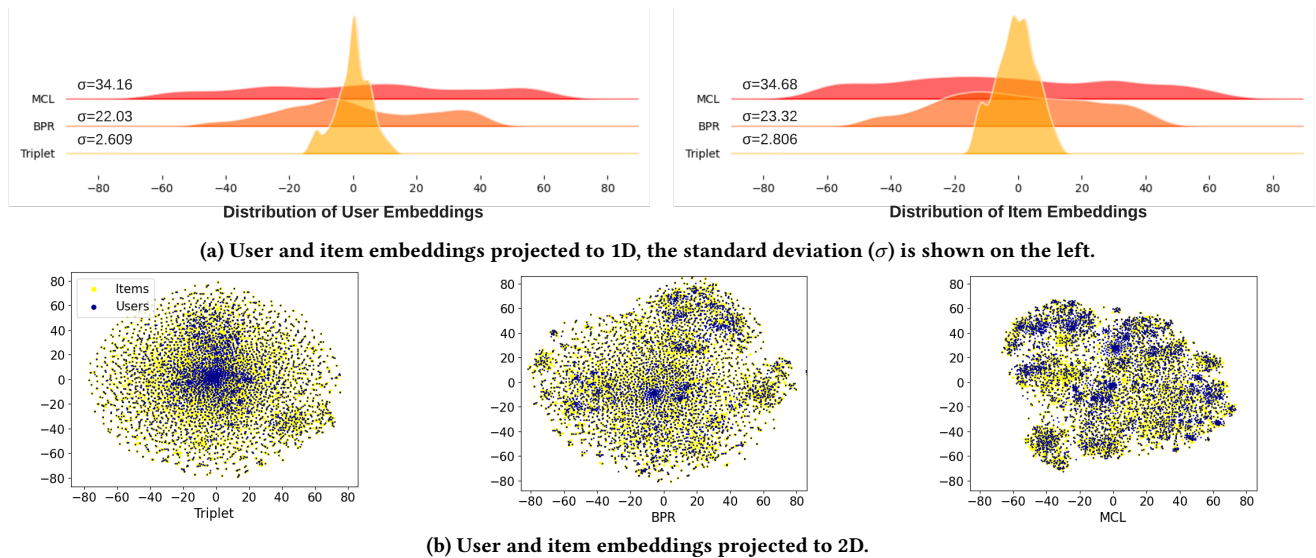 σ=34.16
MCL
σ=22.03
BPR
σ=2.609
Triplet
−80 −60 −40 −20 0 20 40 60 80
Distribution of User Embeddings
σ=34.68
MCL
σ=23.32
BPR
σ=2.806
Triplet
−80 −60 −40 −20 0 20 40 60 80
Distribution of Item Embeddings
(a) User and item embeddings projected to 1D, the standard deviation (σ) is shown on the left.
Items
Users
80
60
40
20
0
−20
−40
−60
−80
−80 −60 −40 −20 0 20 40 60 80
Triplet
80
60
40
20
0
−20
−40
−60
−80
−80 −60 −40 −20 0 20 40 60 80
BPR
80
60
40
20
0
−20
−40
−60
−80
−80 −60 −40 −20 0 20 40 60 80
MCL
(b) User and item embeddings projected to 2D.